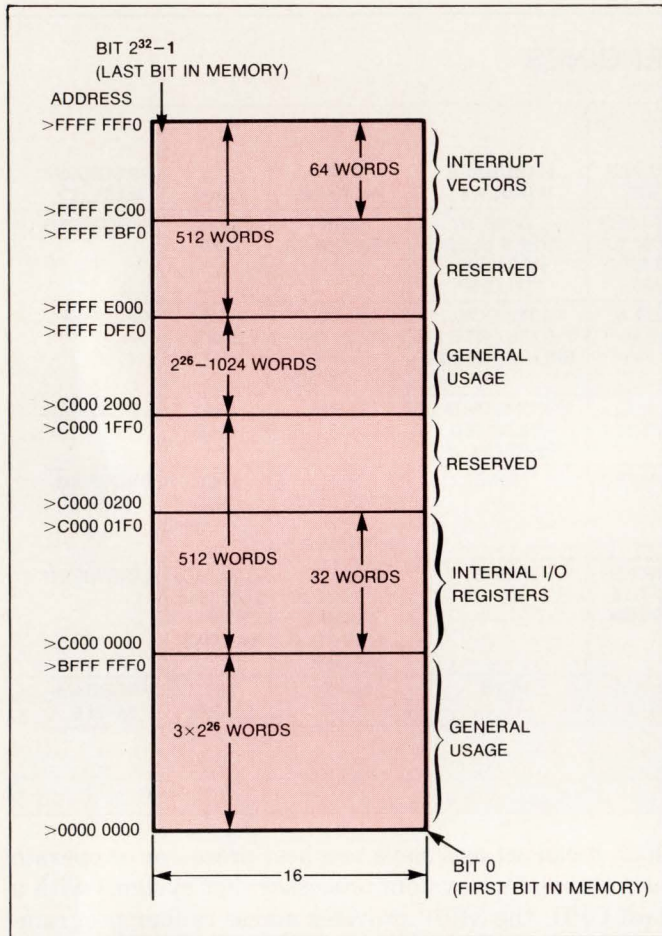 BIT 2³²−1
(LAST BIT IN MEMORY)
ADDRESS
>FFFF FFF0
64 WORDS
INTERRUPT
VECTORS
>FFFF FC00
>FFFF FBF0
512 WORDS
RESERVED
>FFFF E000
>FFFF DFF0
2²⁶−1024 WORDS
GENERAL
USAGE
>C000 2000
>C000 1FF0
RESERVED
>C000 0200
>C000 01F0
512 WORDS
32 WORDS
INTERNAL I/O
REGISTERS
>C000 0000
>BFFF FFF0
3×2²⁶ WORDS
GENERAL
USAGE
>0000 0000
BIT 0
(FIRST BIT IN MEMORY)
16